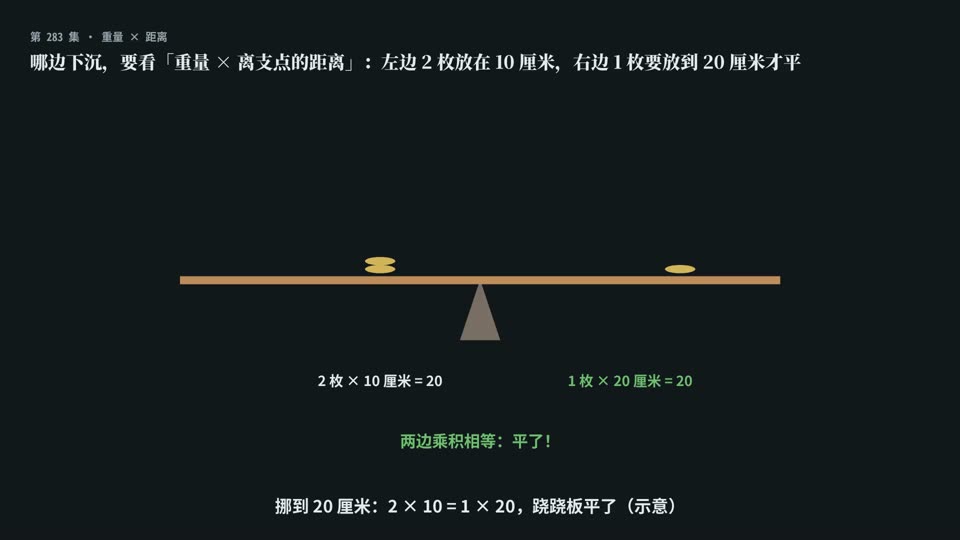 第 283 集 · 重量 × 距离
哪边下沉，要看「重量 × 离支点的距离」：左边 2 枚放在 10 厘米，右边 1 枚要放到 20 厘米才平
2 枚 × 10 厘米 = 20
1 枚 × 20 厘米 = 20
两边乘积相等：平了！
挪到 20 厘米：2 × 10 = 1 × 20，跷跷板平了（示意）